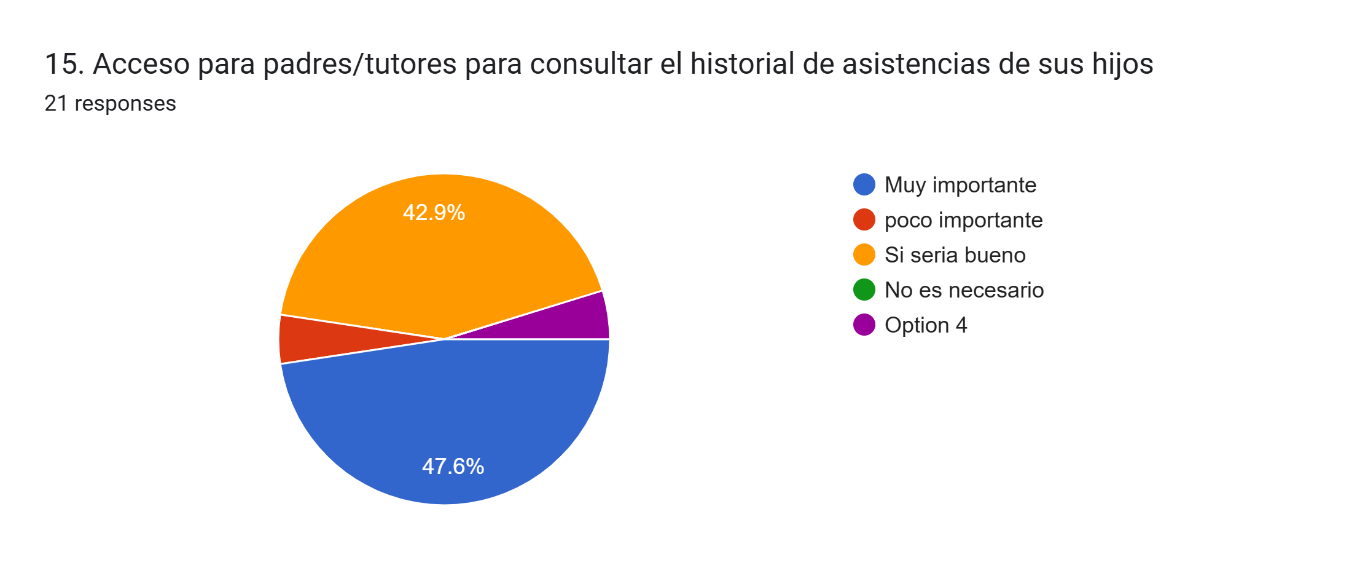 15. Acceso para padres/tutores para consultar el historial de asistencias de sus hijos
21 responses
42.9%
47.6%
Muy importante
poco importante
Si seria bueno
No es necesario
Option 4